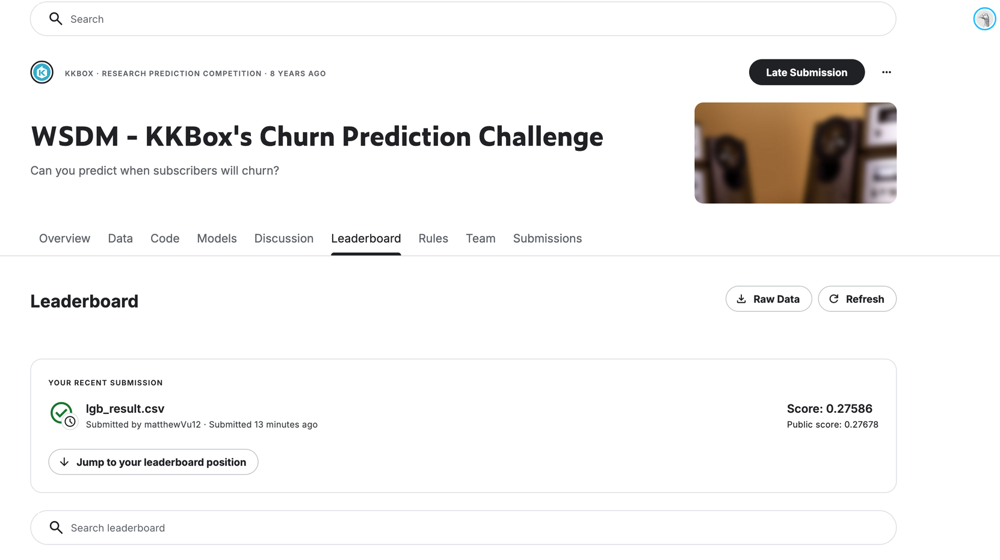 Search
KKBOX · RESEARCH PREDICTION COMPETITION · 8 YEARS AGO
Late Submission
WSDM - KKBox's Churn Prediction Challenge
Can you predict when subscribers will churn?
Overview Data Code Models Discussion Leaderboard Rules Team Submissions
Leaderboard
Raw Data
Refresh
YOUR RECENT SUBMISSION
lgb_result.csv
Submitted by matthewVu12 · Submitted 13 minutes ago
Score: 0.27586
Public score: 0.27678
Jump to your leaderboard position
Search leaderboard